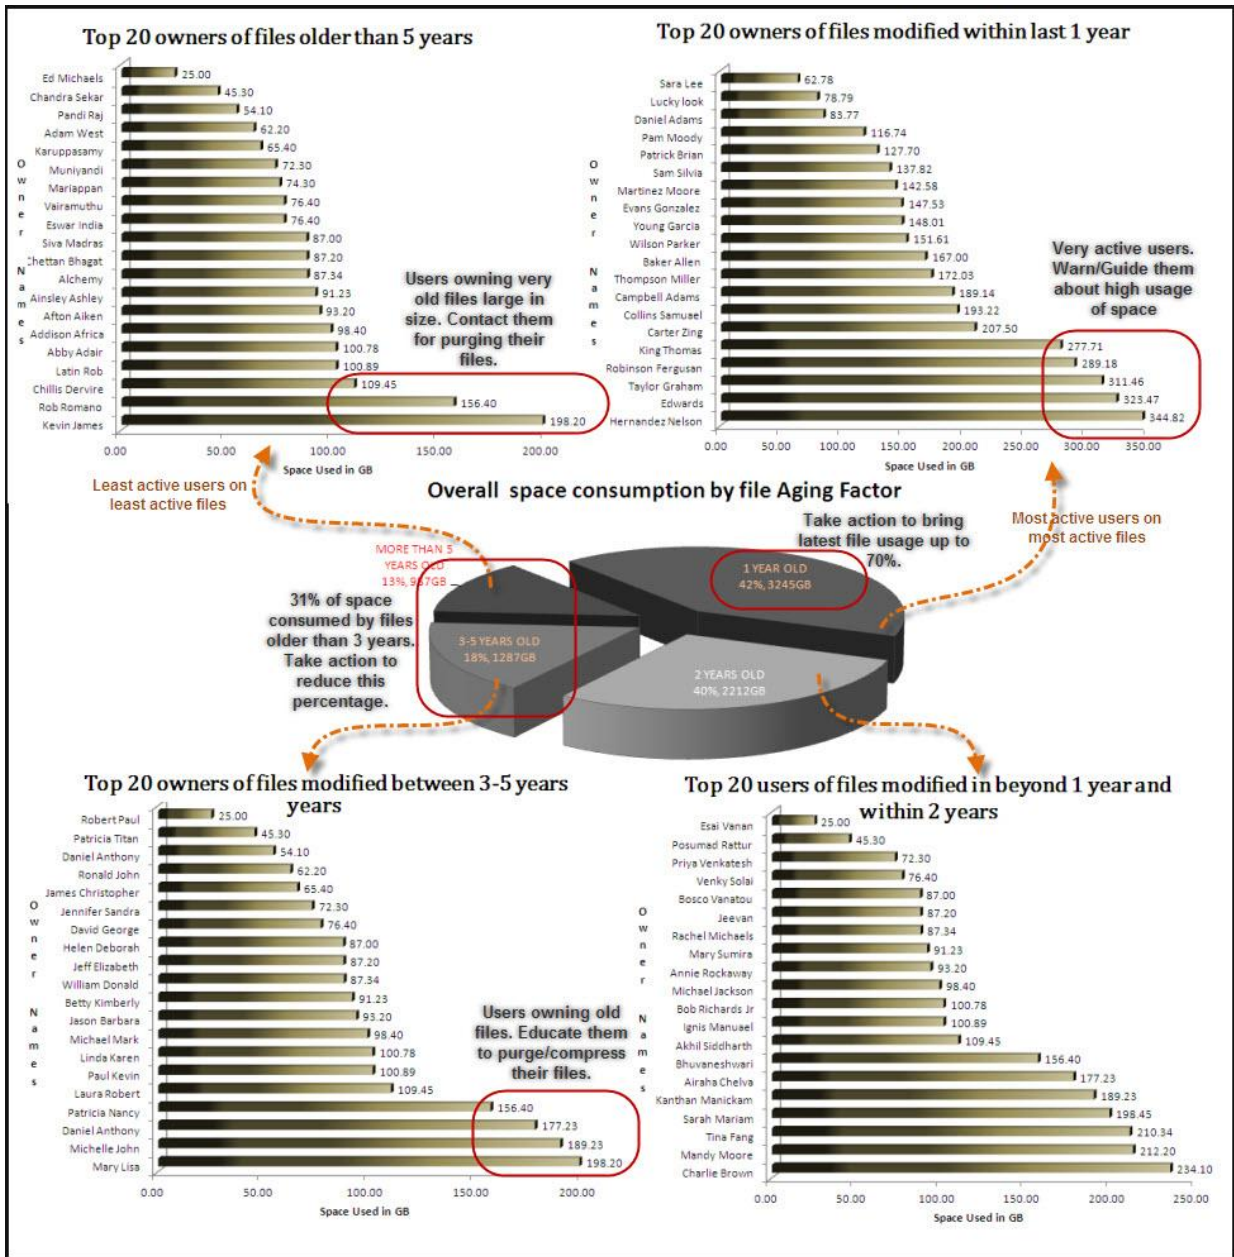 Top 20 owners of files older than 5 years
Ed Michaels 25.00
Chandra Sekar 45.30
Pandi Raj 54.10
Adam West 62.20
Karuppasamy 65.40
Muniyandi 72.30
Mariappan 74.30
Vairamuthu 76.40
Eswar India 76.40
Siva Madras 87.00
Chettan Bhagat 87.20
Alchemy 87.34
Ainsley Ashley 91.23
Afton Aiken 93.20
Addison Africa 98.40
Abby Adair 100.78
Latin Rob 100.89
Chillis Dervire 109.45
Rob Romano 156.40
Kevin James 198.20
Owner Names
0.00 50.00 100.00 150.00 200.00
Space Used in GB
Users owning very
old files large in
size. Contact them
for purging their
files.
Top 20 owners of files modified within last 1 year
Sara Lee 62.78
Lucky look 78.79
Daniel Adams 83.77
Pam Moody 116.74
Patrick Brian 127.70
Sam Silvia 137.82
Martinez Moore 142.58
Evans Gonzalez 147.53
Young Garcia 148.01
Wilson Parker 151.61
Baker Allen 167.00
Thompson Miller 172.03
Campbell Adams 189.14
Collins Samuael 193.22
Carter Zing 207.50
King Thomas 277.71
Robinson Fergusan 289.18
Taylor Graham 311.46
Edwards 323.47
Hernandez Nelson 344.82
Owner Names
0.00 50.00 100.00 150.00 200.00 250.00 300.00 350.00
Space Used in GB
Very active users.
Warn/Guide them
about high usage
of space
Least active users on
least active files
Overall space consumption by file Aging Factor
Most active users on
most active files
Take action to bring
latest file usage up to
70%.
MORE THAN 5
YEARS OLD
13%, 987GB
1 YEAR OLD
42%, 3245GB
31% of space
consumed by files
older than 3 years.
Take action to
reduce this
percentage.
3-5 YEARS OLD
18%, 1287GB
2 YEARS OLD
40%, 2212GB
Top 20 owners of files modified between 3-5 years
years
Robert Paul 25.00
Patricia Titan 45.30
Daniel Anthony 54.10
Ronald John 62.20
James Christopher 65.40
Jennifer Sandra 72.30
David George 76.40
Helen Deborah 87.00
Jeff Elizabeth 87.20
William Donald 87.34
Betty Kimberly 91.23
Jason Barbara 93.20
Michael Mark 98.40
Linda Karen 100.78
Paul Kevin 100.89
Laura Robert 109.45
Patricia Nancy 156.40
Daniel Anthony 177.23
Michelle John 189.23
Mary Lisa 198.20
Owner Names
0.00 50.00 100.00 150.00 200.00
Space Used in GB
Users owning old
files. Educate them
to purge/compress
their files.
Top 20 users of files modified in beyond 1 year and
within 2 years
Esai Vanan 25.00
Posumad Rattur 45.30
Priya Venkatesh 72.30
Venky Solai 76.40
Bosco Vanatou 87.00
Jeevan 87.20
Rachel Michaels 87.34
Mary Sumira 91.23
Annie Rockaway 93.20
Michael Jackson 98.40
Bob Richards Jr 100.78
Ignis Manuael 100.89
Akhil Siddharth 109.45
Bhuvaneshwari 156.40
Airaha Chelva 177.23
Kanthan Manickam 189.23
Sarah Mariam 198.45
Tina Fang 210.34
Mandy Moore 212.20
Charlie Brown 234.10
Owner Names
0.00 50.00 100.00 150.00 200.00 250.00
Space Used in GB